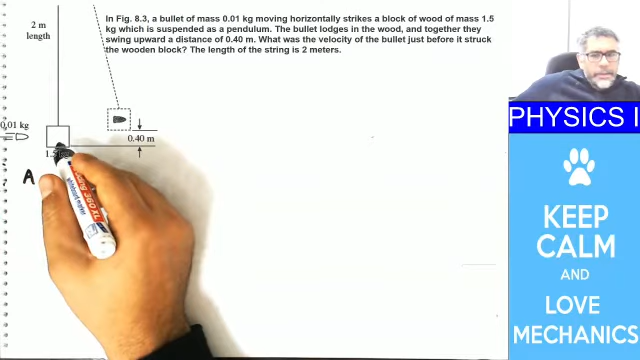 In Fig. 8.3, a bullet of mass 0.01 kg moving horizontally strikes a block of wood of mass 1.5
kg which is suspended as a pendulum. The bullet lodges in the wood, and together they
swing upward a distance of 0.40 m. What was the velocity of the bullet just before it struck
the wooden block? The length of the string is 2 meters.
2 m
length
0,01 kg
0.40 m
A
360 XL
whiteboard marker
PHYSICS I
KEEP
CALM
AND
LOVE
MECHANICS